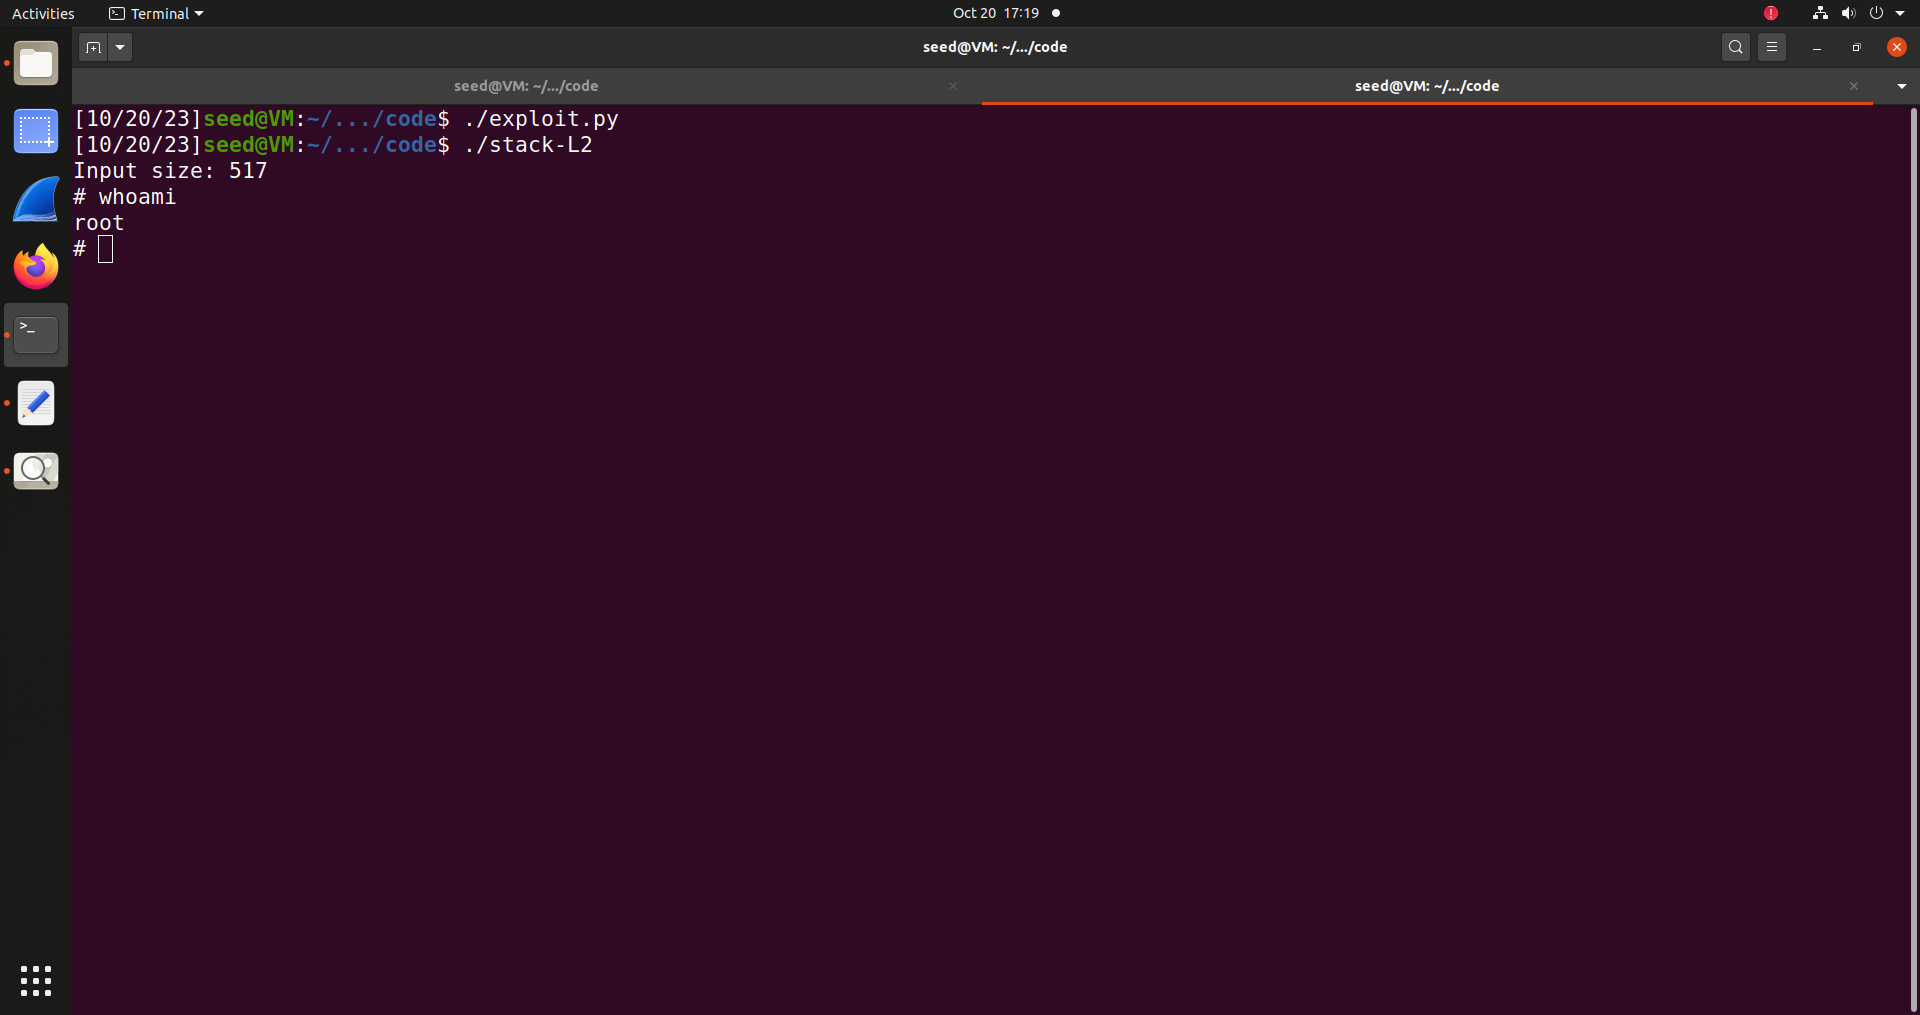 Activities
Terminal
Oct 20 17:19
seed@VM: ~/.../code
seed@VM: ~/.../code
seed@VM: ~/.../code
[10/20/23]seed@VM:~/.../code$ ./exploit.py
[10/20/23]seed@VM:~/.../code$ ./stack-L2
Input size: 517
# whoami
root
#